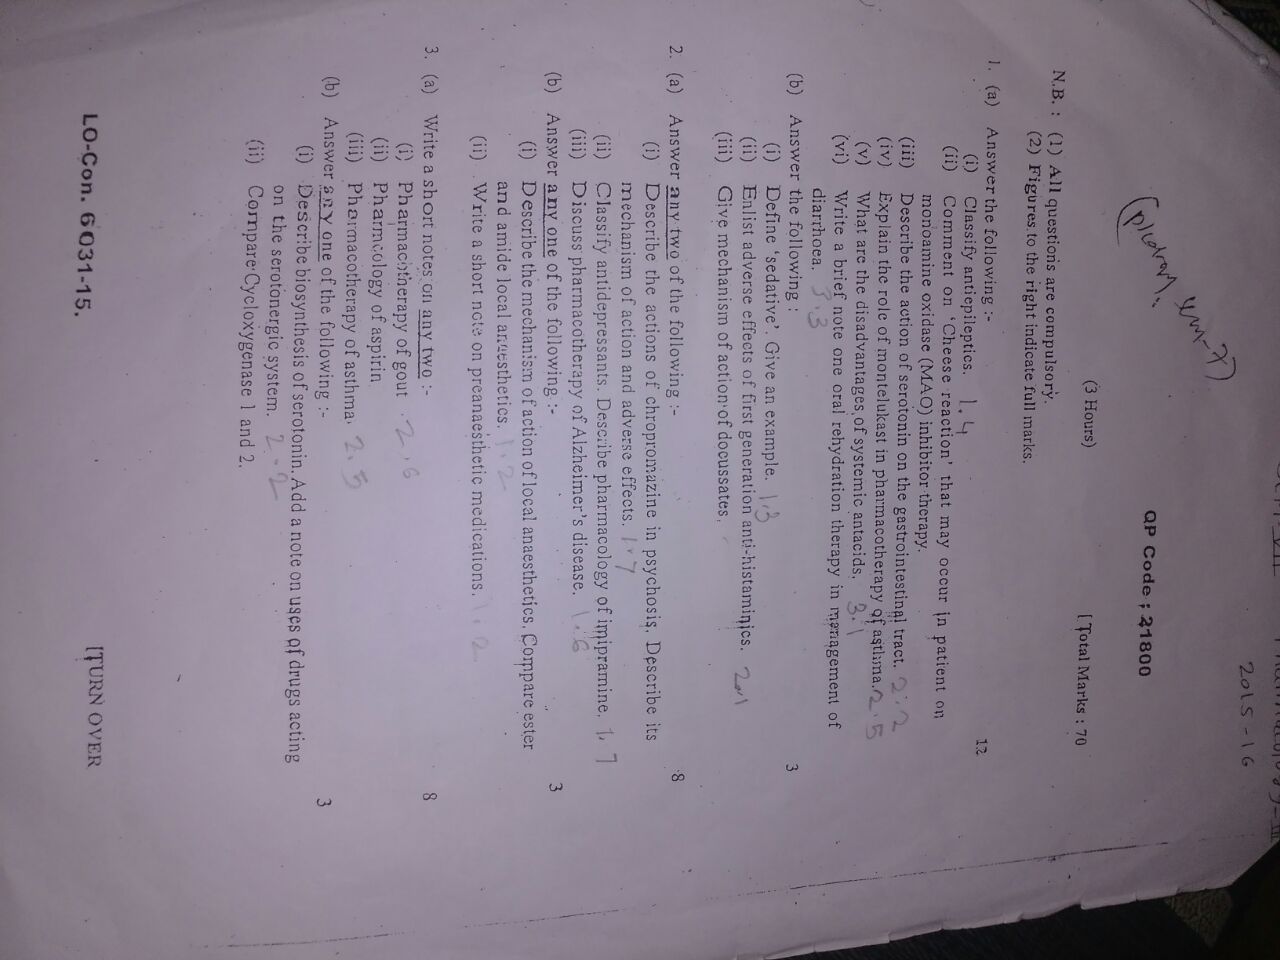 2015-16
QP Code : 21800
(3 Hours)
[ Total Marks : 70
N.B. : (1) All questions are compulsory.
(2) Figures to the right indicate full marks.
1. (a) Answer the following :- 12
(i) Classify antiepileptics. 1.4
(ii) Comment on 'Cheese reaction' that may occur in patient on
monoamine oxidase (MAO) inhibitor therapy.
(iii) Describe the action of serotonin on the gastrointestinal tract. 2.2
(iv) Explain the role of montelukast in pharmacotherapy of asthma. 2.5
(v) What are the disadvantages of systemic antacids. 3.1
(vi) Write a brief note one oral rehydration therapy in management of
diarrhoea. 3.3
(b) Answer the following : 3
(i) Define 'sedative'. Give an example. 1.3
(ii) Enlist adverse effects of first generation anti-histaminics. 2.1
(iii) Give mechanism of action of docussates.
2. (a) Answer any two of the following :- 8
(i) Describe the actions of chropromazine in psychosis. Describe its
mechanism of action and adverse effects. 1.7
(ii) Classify antidepressants. Describe pharmacology of imipramine. 1.7
(iii) Discuss pharmacotherapy of Alzheimer's disease. 1.6
(b) Answer any one of the following :- 3
(i) Describe the mechanism of action of local anaesthetics. Compare ester
and amide local anaesthetics. 1.2
(ii) Write a short note on preanaesthetic medications. 1.2
3. (a) Write a short notes on any two :- 8
(i) Pharmacotherapy of gout 2.6
(ii) Pharmcology of aspirin
(iii) Pharmacotherapy of asthma. 2.5
(b) Answer any one of the following :- 3
(i) Describe biosynthesis of serotonin. Add a note on uses of drugs acting
on the serotonergic system. 2.2
(ii) Compare Cycloxygenase 1 and 2.
LO-Con. 6031-15.
[TURN OVER